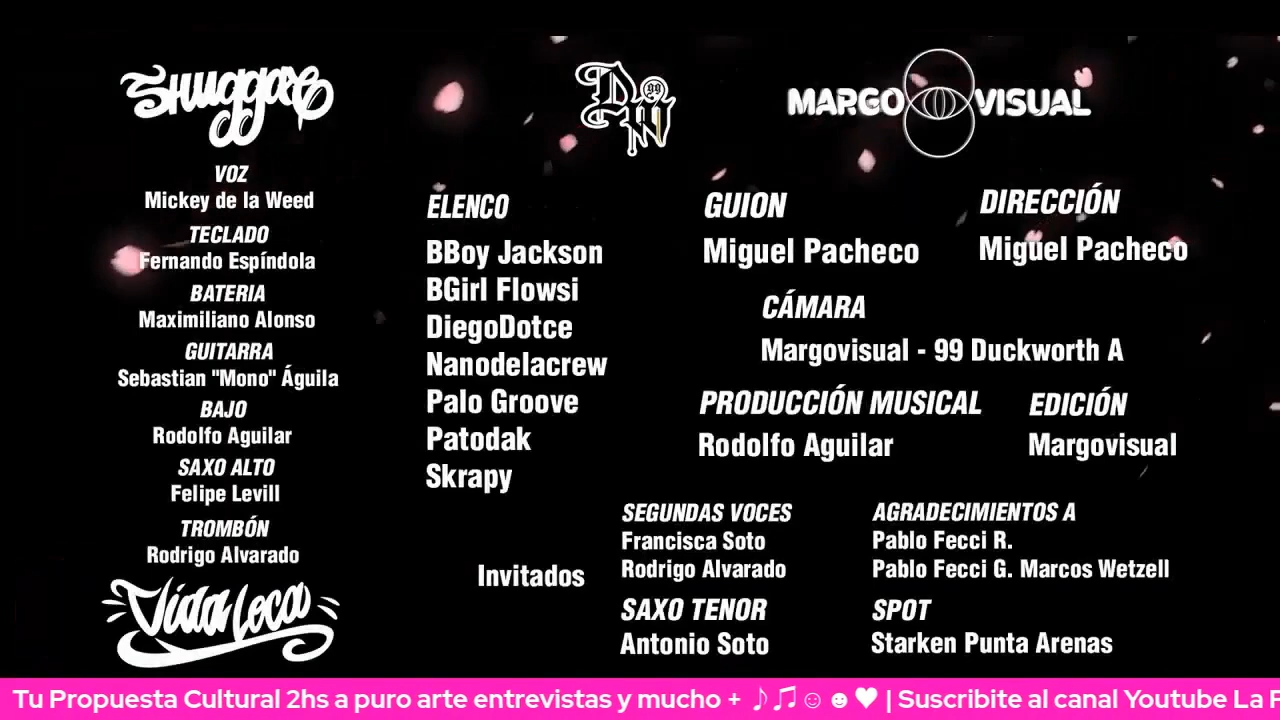 Shuggae
VOZ
Mickey de la Weed
TECLADO
Fernando Espíndola
BATERIA
Maximiliano Alonso
GUITARRA
Sebastian "Mono" Águila
BAJO
Rodolfo Aguilar
SAXO ALTO
Felipe Levill
TROMBÓN
Rodrigo Alvarado
Vida Loca
99
ELENCO
BBoy Jackson
BGirl Flowsi
DiegoDotce
Nanodelacrew
Palo Groove
Patodak
Skrapy
MARGO VISUAL
GUION
Miguel Pacheco
DIRECCIÓN
Miguel Pacheco
CÁMARA
Margovisual - 99 Duckworth A
PRODUCCIÓN MUSICAL
Rodolfo Aguilar
EDICIÓN
Margovisual
Invitados
SEGUNDAS VOCES
Francisca Soto
Rodrigo Alvarado
SAXO TENOR
Antonio Soto
AGRADECIMIENTOS A
Pablo Fecci R.
Pablo Fecci G. Marcos Wetzell
SPOT
Starken Punta Arenas
Tu Propuesta Cultural 2hs a puro arte entrevistas y mucho + ♪♫☺☻♥ | Suscribite al canal Youtube La